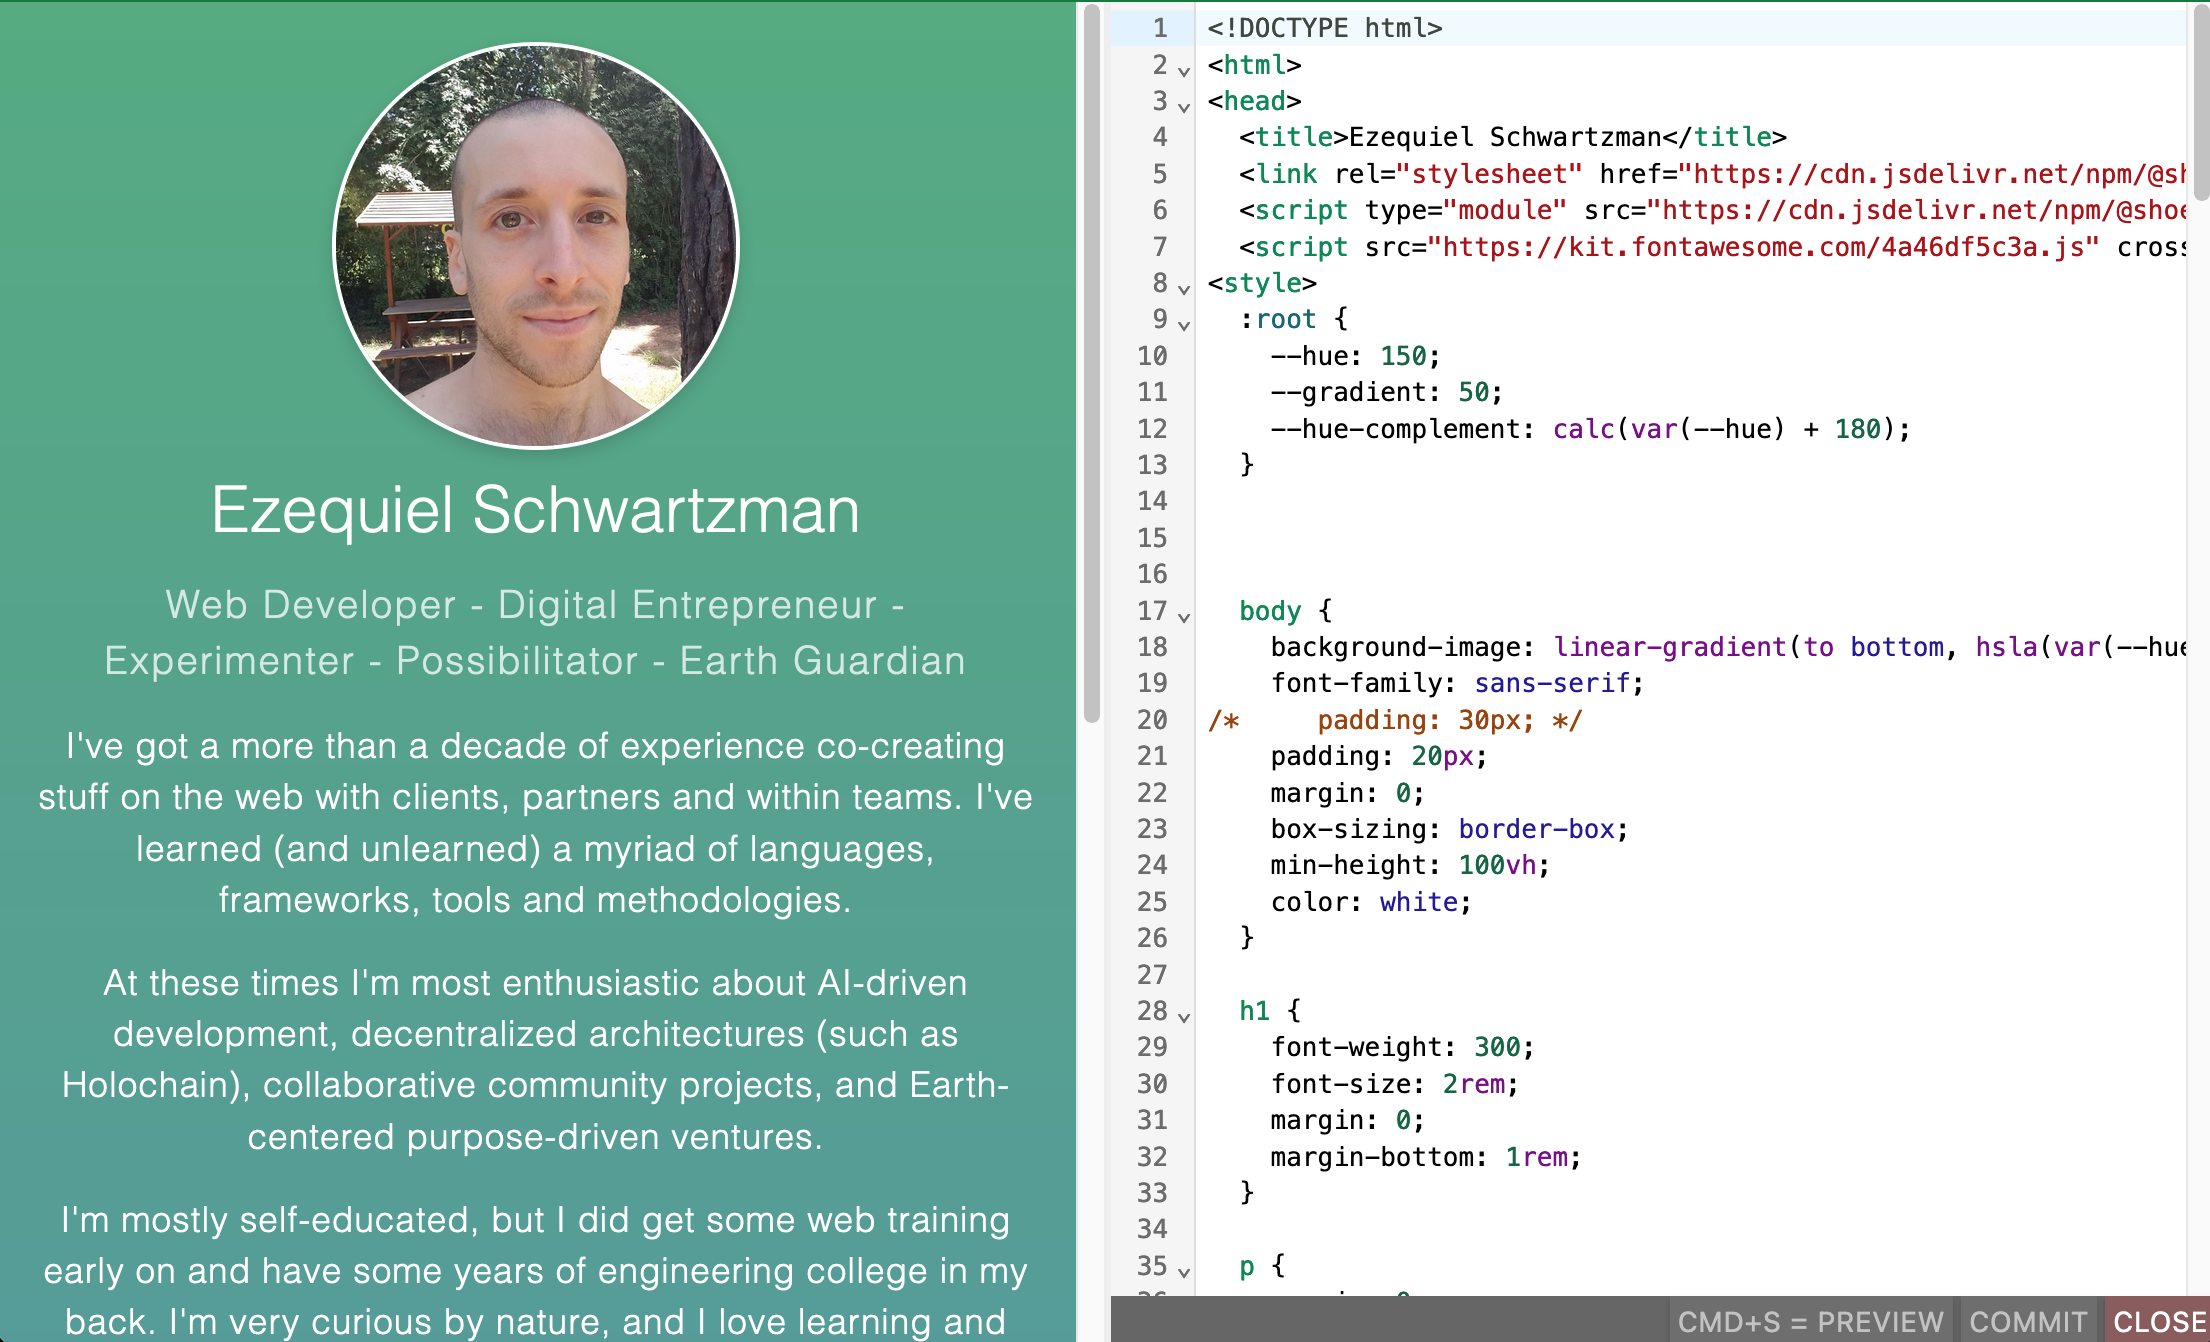 Ezequiel Schwartzman
Web Developer - Digital Entrepreneur -
Experimenter - Possibilitator - Earth Guardian
I've got a more than a decade of experience co-creating
stuff on the web with clients, partners and within teams. I've
learned (and unlearned) a myriad of languages,
frameworks, tools and methodologies.
At these times I'm most enthusiastic about AI-driven
development, decentralized architectures (such as
Holochain), collaborative community projects, and Earth-
centered purpose-driven ventures.
I'm mostly self-educated, but I did get some web training
early on and have some years of engineering college in my
back. I'm very curious by nature, and I love learning and
1 <!DOCTYPE html>
2 <html>
3 <head>
4 <title>Ezequiel Schwartzman</title>
5 <link rel="stylesheet" href="https://cdn.jsdelivr.net/npm/@sh
6 <script type="module" src="https://cdn.jsdelivr.net/npm/@shoe
7 <script src="https://kit.fontawesome.com/4a46df5c3a.js" cross
8 <style>
9 :root {
10 --hue: 150;
11 --gradient: 50;
12 --hue-complement: calc(var(--hue) + 180);
13 }
14
15
16
17 body {
18 background-image: linear-gradient(to bottom, hsla(var(--hue
19 font-family: sans-serif;
20 /* padding: 30px; */
21 padding: 20px;
22 margin: 0;
23 box-sizing: border-box;
24 min-height: 100vh;
25 color: white;
26 }
27
28 h1 {
29 font-weight: 300;
30 font-size: 2rem;
31 margin: 0;
32 margin-bottom: 1rem;
33 }
34
35 p {
CMD+S = PREVIEW COMMIT CLOSE